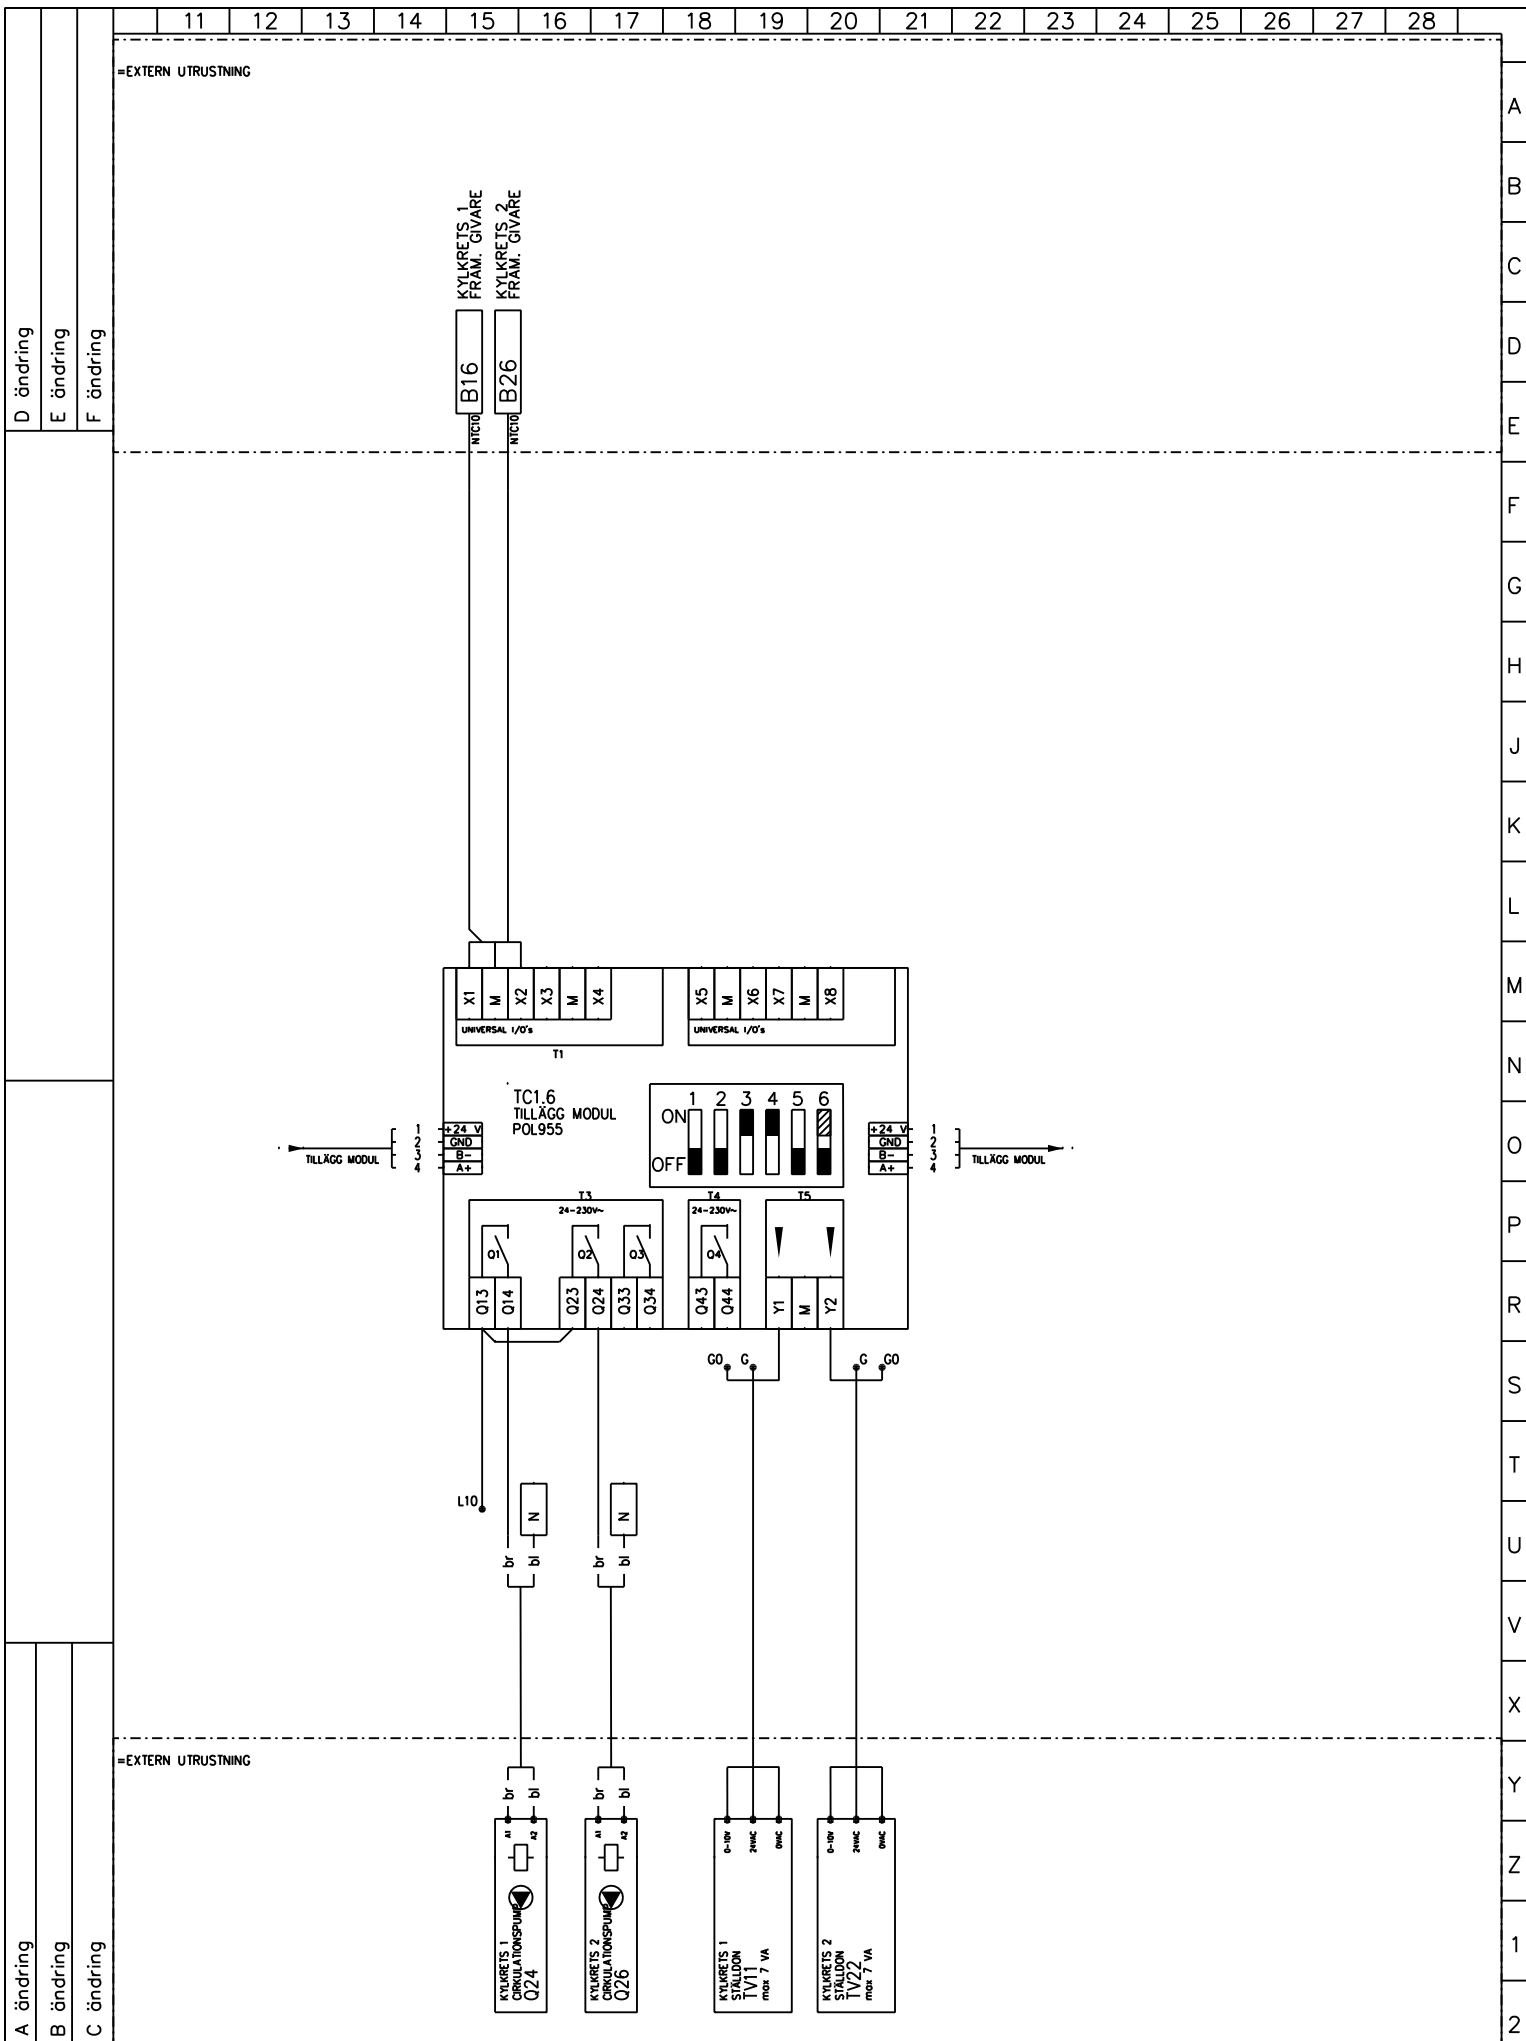 11 12 13 14 15 16 17 18 19 20 21 22 23 24 25 26 27 28
=EXTERN UTRUSTNING
A
B
C
D
E
F
G
H
J
K
L
M
N
O
P
R
S
T
U
V
X
Y
Z
1
2
D ändring
E ändring
F ändring
KYLKRETS 1
FRAM. GIVARE
KYLKRETS 2
FRAM. GIVARE
B16
B26
NTC10
NTC10
X1 M X2 X3 M X4
X5 M X6 X7 M X8
UNIVERSAL I/O's
UNIVERSAL I/O's
T1
TC1.6
TILLÄGG MODUL
POL955
1 2 3 4 5 6
ON
OFF
1 +24 V
2 GND
3 B-
4 A+
TILLÄGG MODUL
+24 V 1
GND 2
B- 3
A+ 4
TILLÄGG MODUL
T3
24-230V~
T4
24-230V~
T5
Q1 Q2 Q3 Q4
Q13 Q14 Q23 Q24 Q33 Q34 Q43 Q44 Y1 M Y2
G0 G
G G0
L10
N
N
br bl
br bl
=EXTERN UTRUSTNING
br bl
br bl
A1 A2
A1 A2
0-10V 24VAC 0VAC
0-10V 24VAC 0VAC
KYLKRETS 1
CIRKULATIONSPUMP
Q24
KYLKRETS 2
CIRKULATIONSPUMP
Q26
KYLKRETS 1
STÄLLDON
TV11
max 7 VA
KYLKRETS 2
STÄLLDON
TV22
max 7 VA
A ändring
B ändring
C ändring